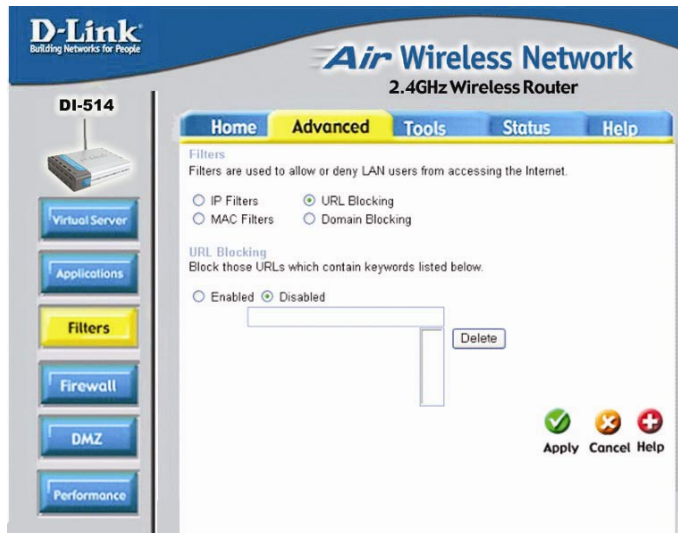 D-Link
Building Networks for People
Air Wireless Network
2.4GHz Wireless Router
DI-514
Home Advanced Tools Status Help
Filters
Filters are used to allow or deny LAN users from accessing the Internet.
IP Filters URL Blocking
MAC Filters Domain Blocking
URL Blocking
Block those URLs which contain keywords listed below.
Enabled Disabled
Delete
Virtual Server
Applications
Filters
Firewall
DMZ
Performance
Apply Cancel Help